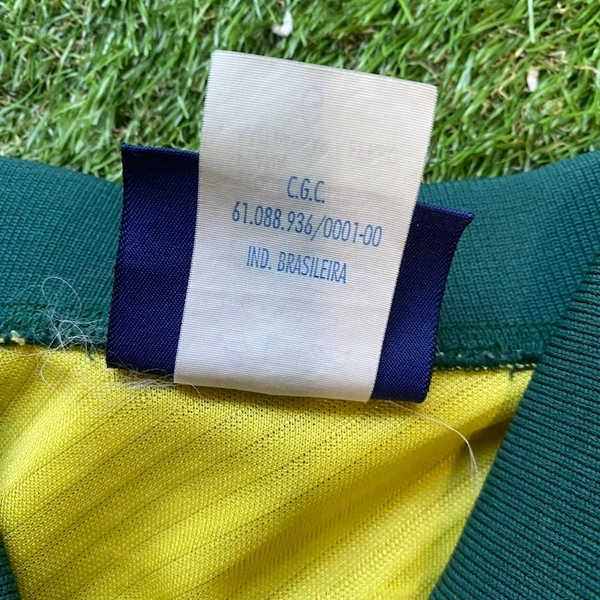 C.G.C.
61.088.936/0001-00
IND. BRASILEIRA